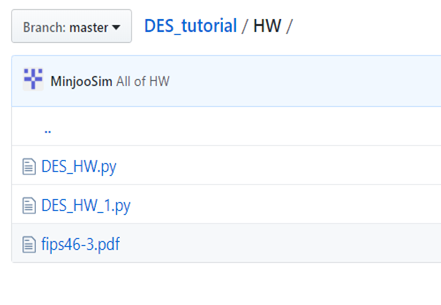 Branch: master DES_tutorial / HW /
MinjooSim All of HW
..
DES_HW.py
DES_HW_1.py
fips46-3.pdf